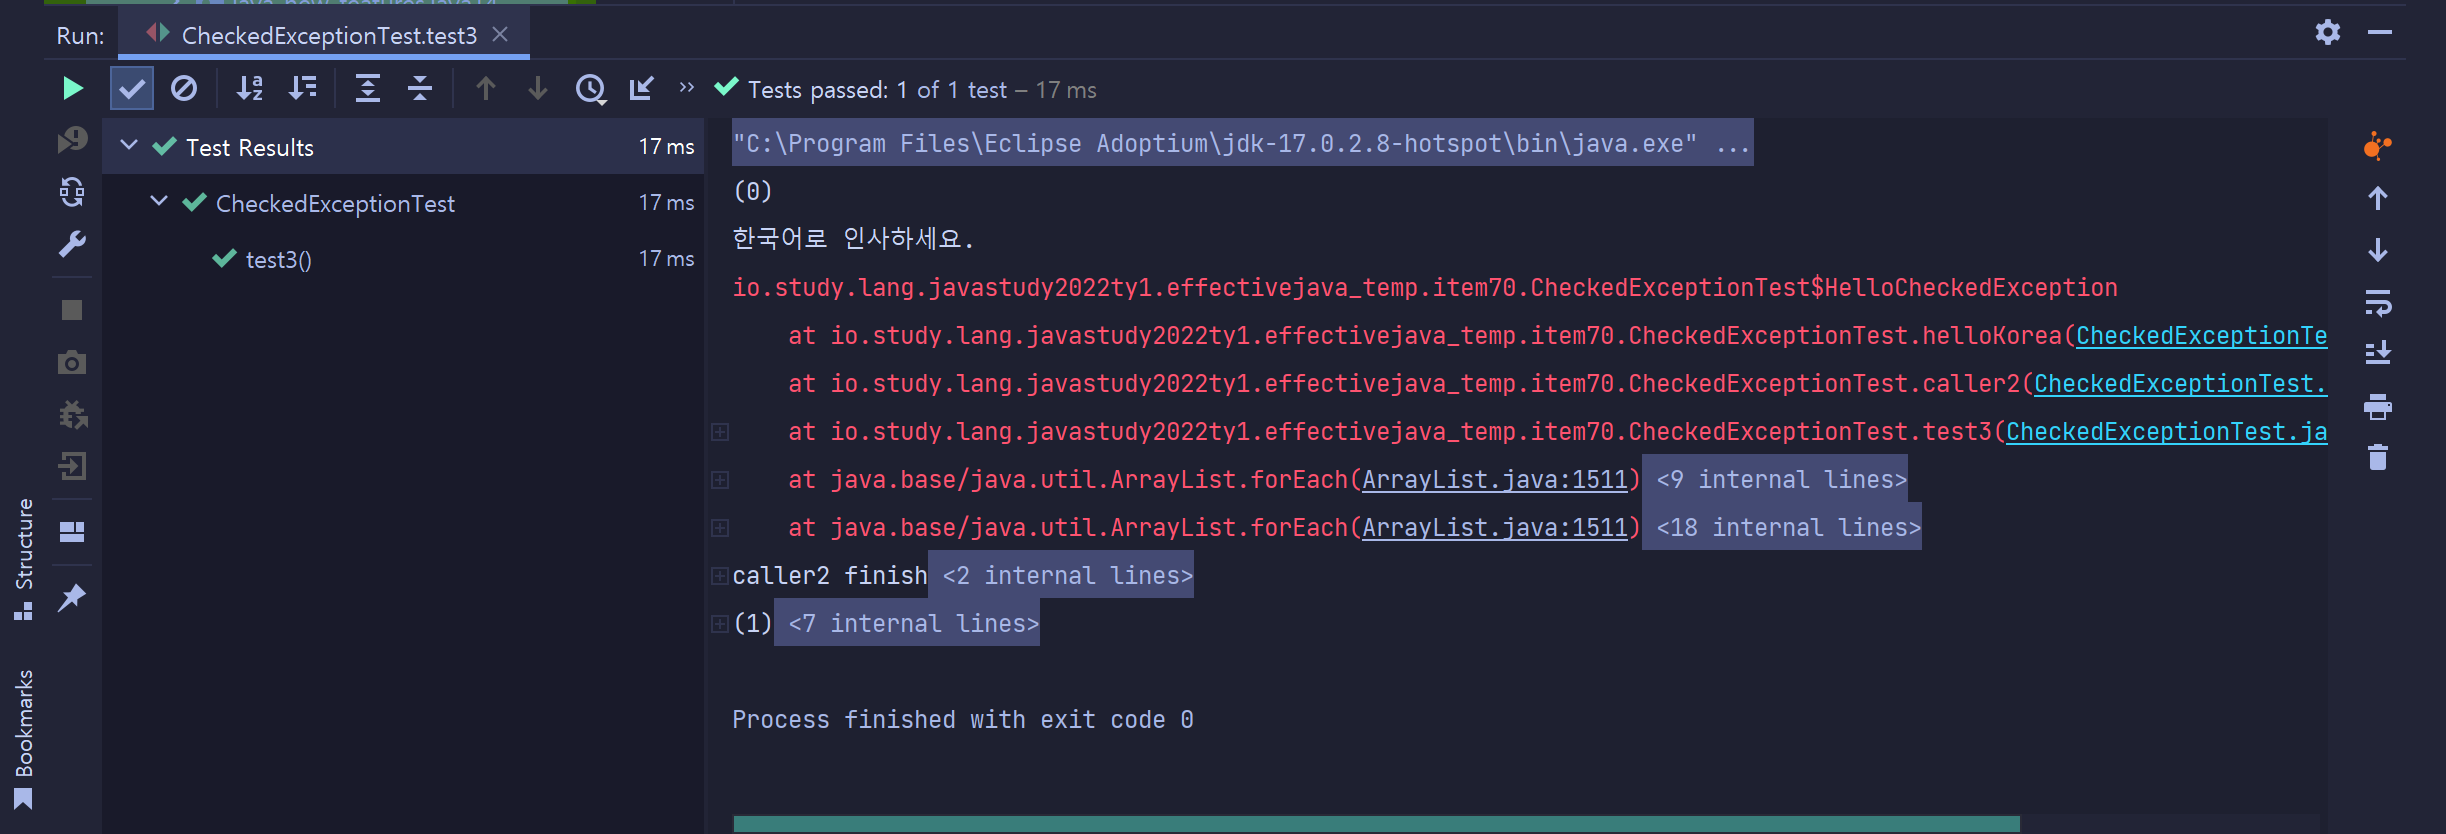 Run: CheckedExceptionTest.test3
Tests passed: 1 of 1 test – 17 ms
Test Results 17 ms
CheckedExceptionTest 17 ms
test3() 17 ms
"C:\Program Files\Eclipse Adoptium\jdk-17.0.2.8-hotspot\bin\java.exe" ...
(0)
한국어로 인사하세요.
io.study.lang.javastudy2022ty1.effectivejava_temp.item70.CheckedExceptionTest$HelloCheckedException
at io.study.lang.javastudy2022ty1.effectivejava_temp.item70.CheckedExceptionTest.helloKorea(CheckedExceptionTe
at io.study.lang.javastudy2022ty1.effectivejava_temp.item70.CheckedExceptionTest.caller2(CheckedExceptionTest.
at io.study.lang.javastudy2022ty1.effectivejava_temp.item70.CheckedExceptionTest.test3(CheckedExceptionTest.ja
at java.base/java.util.ArrayList.forEach(ArrayList.java:1511) <9 internal lines>
at java.base/java.util.ArrayList.forEach(ArrayList.java:1511) <18 internal lines>
caller2 finish <2 internal lines>
(1) <7 internal lines>
Process finished with exit code 0
Structure
Bookmarks